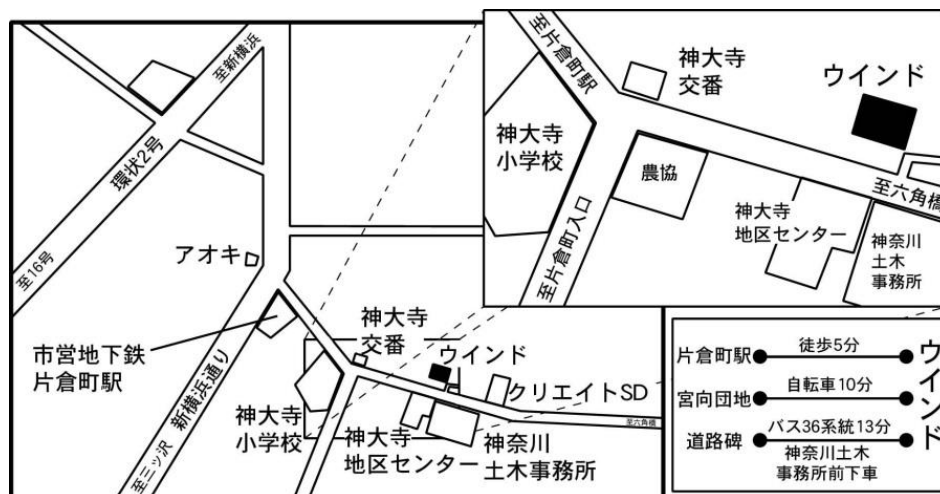 至新横浜
環状2号
至16号
アオキ
市営地下鉄
片倉町駅
新横浜通り
至三ッ沢
神大寺
小学校
神大寺
交番
ウインド
クリエイトSD
至六角橋
神大寺
地区センター
神奈川
土木事務所
至片倉町駅
神大寺
交番
ウインド
神大寺
小学校
農協
至六角橋
至片倉町入口
神大寺
地区センター
神奈川
土木
事務所
片倉町駅
徒歩5分
宮向団地
自転車10分
道路碑
バス36系統13分
神奈川土木
事務所前下車
ウインド